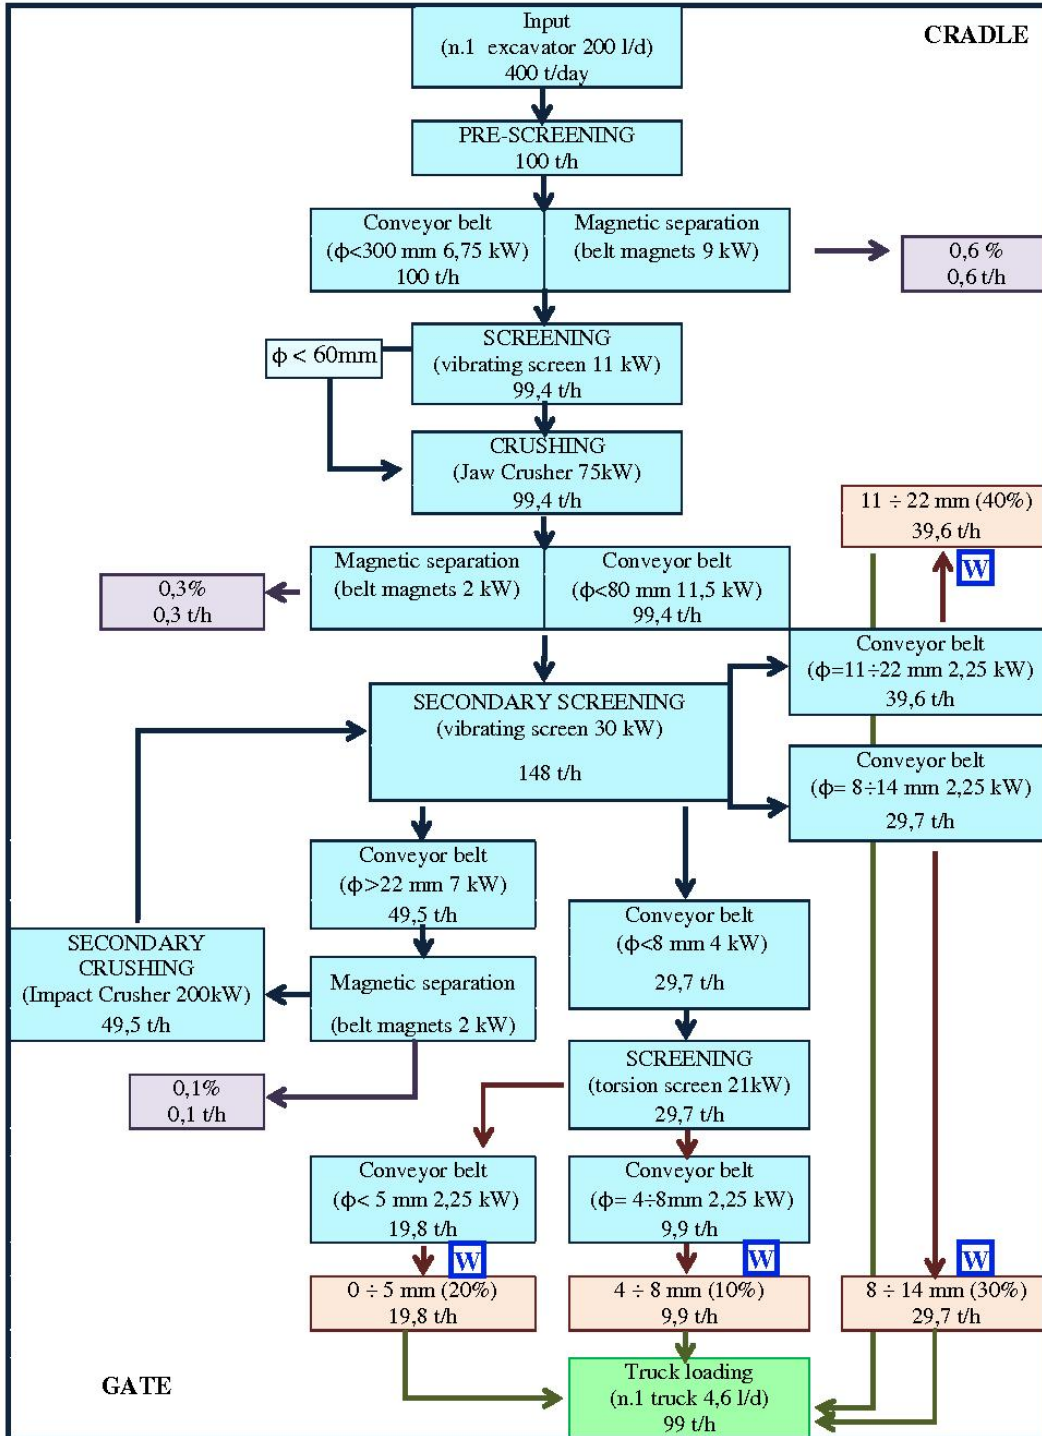 Input
(n.1 excavator 200 l/d)
400 t/day
CRADLE
PRE-SCREENING
100 t/h
Conveyor belt
(ϕ<300 mm 6,75 kW)
100 t/h
Magnetic separation
(belt magnets 9 kW)
0,6 %
0,6 t/h
SCREENING
(vibrating screen 11 kW)
99,4 t/h
ϕ < 60mm
CRUSHING
(Jaw Crusher 75kW)
99,4 t/h
11 ÷ 22 mm (40%)
39,6 t/h
W
Magnetic separation
(belt magnets 2 kW)
Conveyor belt
(ϕ<80 mm 11,5 kW)
99,4 t/h
0,3%
0,3 t/h
Conveyor belt
(ϕ=11÷22 mm 2,25 kW)
39,6 t/h
SECONDARY SCREENING
(vibrating screen 30 kW)
148 t/h
Conveyor belt
(ϕ= 8÷14 mm 2,25 kW)
29,7 t/h
Conveyor belt
(ϕ>22 mm 7 kW)
49,5 t/h
Conveyor belt
(ϕ<8 mm 4 kW)
29,7 t/h
SECONDARY
CRUSHING
(Impact Crusher 200kW)
49,5 t/h
Magnetic separation
(belt magnets 2 kW)
SCREENING
(torsion screen 21kW)
29,7 t/h
0,1%
0,1 t/h
Conveyor belt
(ϕ< 5 mm 2,25 kW)
19,8 t/h
Conveyor belt
(ϕ= 4÷8mm 2,25 kW)
9,9 t/h
W
W
W
0 ÷ 5 mm (20%)
19,8 t/h
4 ÷ 8 mm (10%)
9,9 t/h
8 ÷ 14 mm (30%)
29,7 t/h
GATE
Truck loading
(n.1 truck 4,6 l/d)
99 t/h